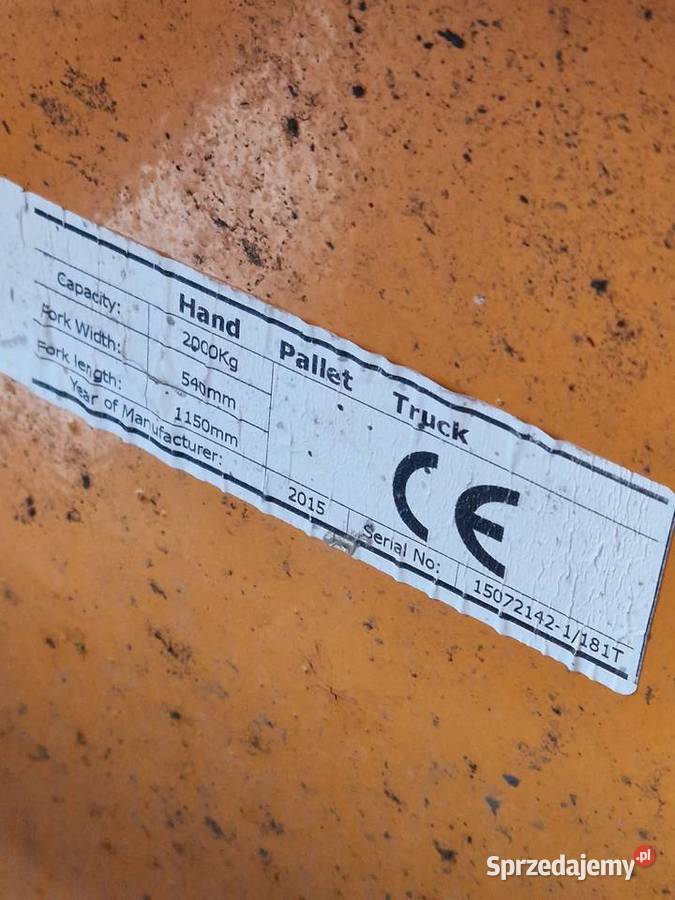 Hand Pallet Truck
Capacity: 2000Kg
Fork Width: 540mm
Fork length: 1150mm
Year of Manufacturer: 2015 Serial No: 15072142-1/181T
CE
Sprzedajemy.pl